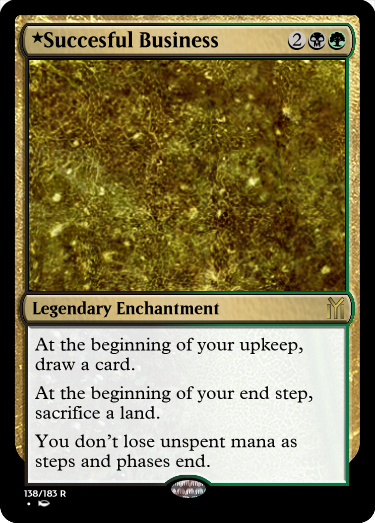 ★Succesful Business 2
Legendary Enchantment
At the beginning of your upkeep,
draw a card.
At the beginning of your end step,
sacrifice a land.
You don't lose unspent mana as
steps and phases end.
138/183 R